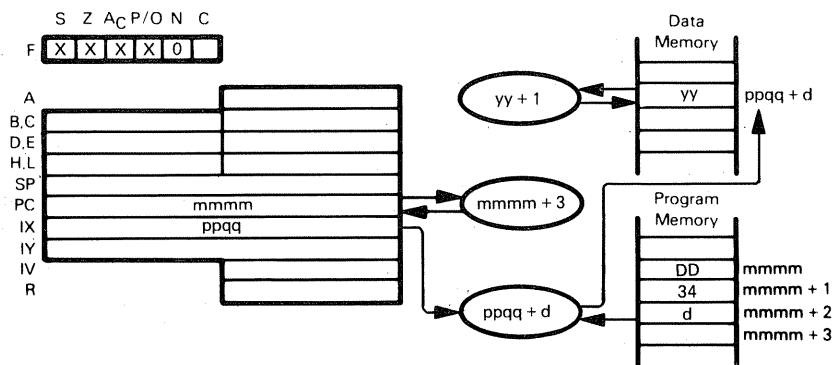 S Z AC P/O N C
F X X X X 0
A
B,C
D,E
H,L
SP
PC mmmm
IX ppqq
IY
IV
R
yy + 1
mmmm + 3
ppqq + d
Data
Memory
yy ppqq + d
Program
Memory
DD mmmm
34 mmmm + 1
d mmmm + 2
mmmm + 3